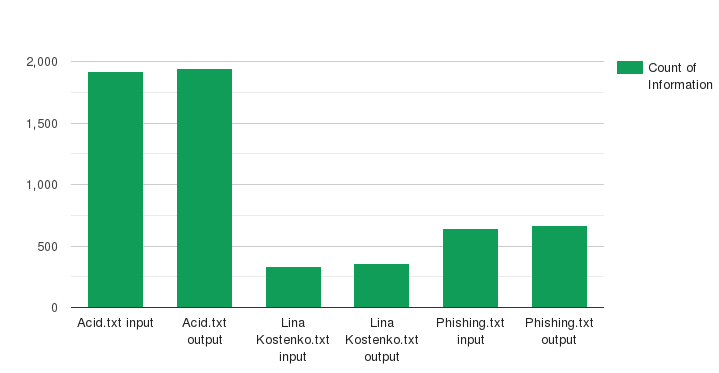 2,000
1,500
1,000
500
0
Acid.txt input
Acid.txt
output
Lina
Kostenko.txt
input
Lina
Kostenko.txt
output
Phishing.txt
input
Phishing.txt
output
Count of
Information